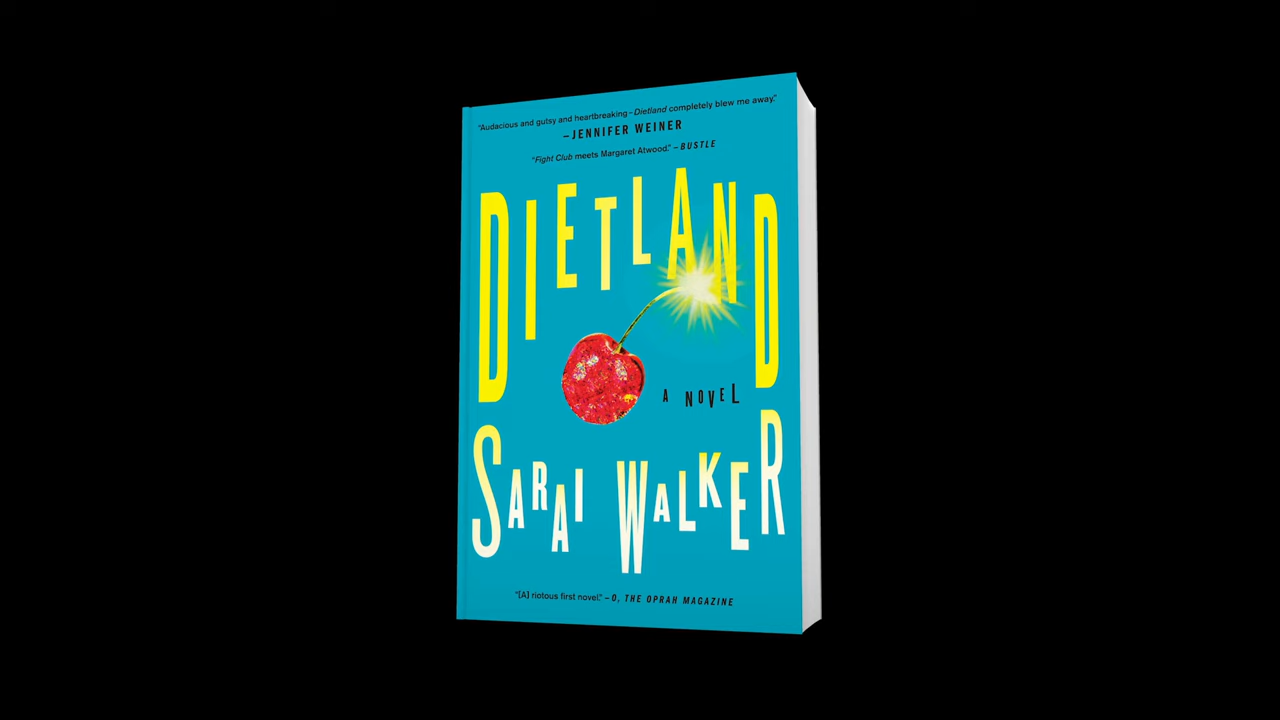 "Audacious and gutsy and heartbreaking–Dietland completely blew me away."
–JENNIFER WEINER
"Fight Club meets Margaret Atwood." –BUSTLE
DIETLAND
A NOVEL
SARAI WALKER
"[A] riotous first novel." –O, THE OPRAH MAGAZINE